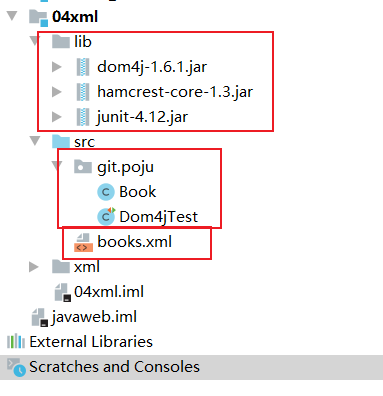 04xml
lib
dom4j-1.6.1.jar
hamcrest-core-1.3.jar
junit-4.12.jar
src
git.poju
Book
Dom4jTest
books.xml
xml
04xml.iml
javaweb.iml
External Libraries
Scratches and Consoles